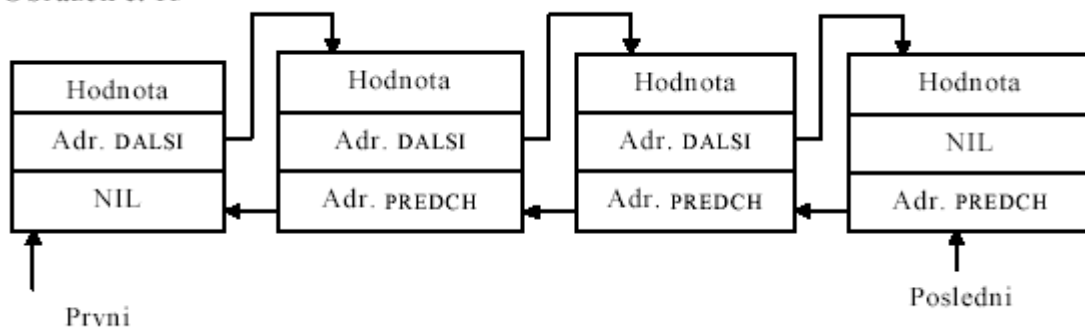 Hodnota
Adr. DALSI
NIL
Hodnota
Adr. DALSI
Adr. PREDCH
Hodnota
Adr. DALSI
Adr. PREDCH
Hodnota
NIL
Adr. PREDCH
Prvni
Posledni